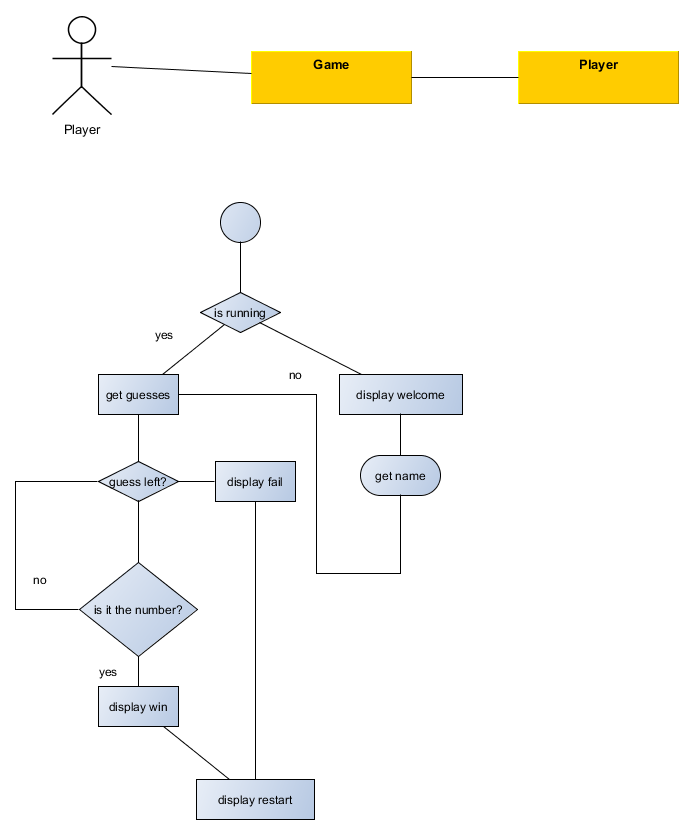 Game
Player
Player
is running
yes
no
get guesses
display welcome
guess left?
display fail
get name
no
is it the number?
yes
display win
display restart